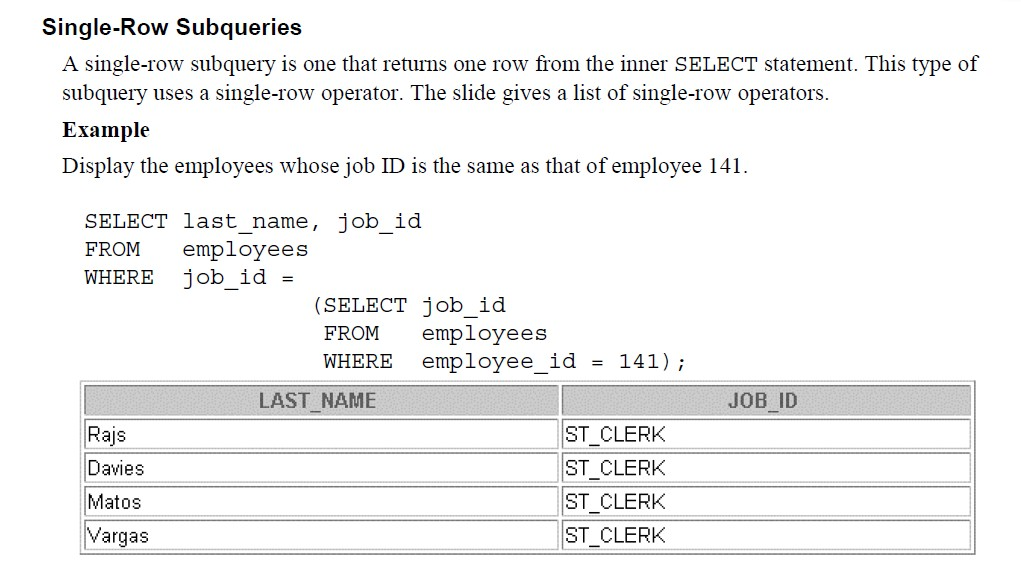 Single-Row Subqueries
A single-row subquery is one that returns one row from the inner SELECT statement. This type of
subquery uses a single-row operator. The slide gives a list of single-row operators.
Example
Display the employees whose job ID is the same as that of employee 141.
SELECT last_name, job_id
FROM employees
WHERE job_id =
(SELECT job_id
FROM employees
WHERE employee_id = 141);
LAST_NAME JOB_ID
Rajs ST_CLERK
Davies ST_CLERK
Matos ST_CLERK
Vargas ST_CLERK